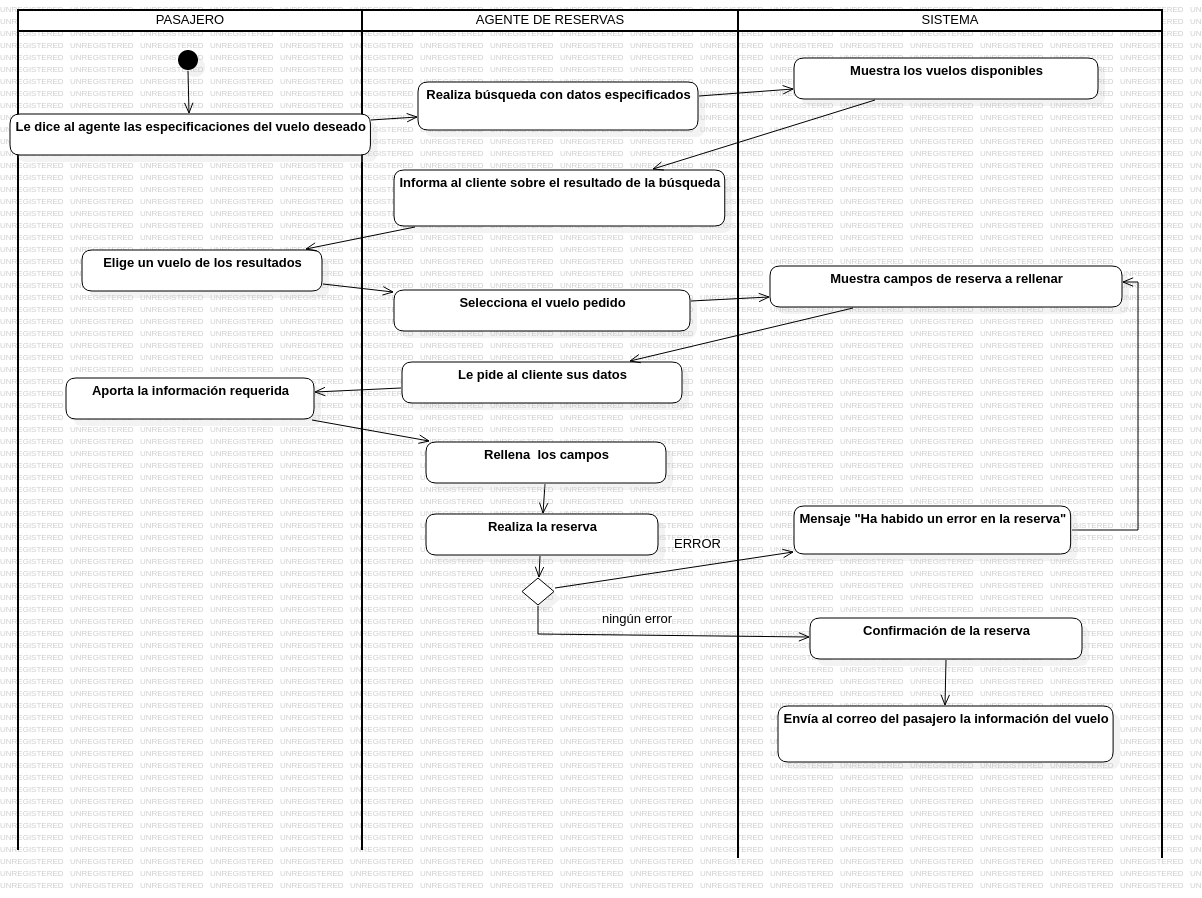 PASAJERO
AGENTE DE RESERVAS
SISTEMA
Muestra los vuelos disponibles
Realiza búsqueda con datos especificados
Le dice al agente las especificaciones del vuelo deseado
Informa al cliente sobre el resultado de la búsqueda
Elige un vuelo de los resultados
Muestra campos de reserva a rellenar
Selecciona el vuelo pedido
Le pide al cliente sus datos
Aporta la información requerida
Rellena  los campos
Realiza la reserva
Mensaje "Ha habido un error en la reserva"
ERROR
ningún error
Confirmación de la reserva
Envía al correo del pasajero la información del vuelo
UNREGISTERED